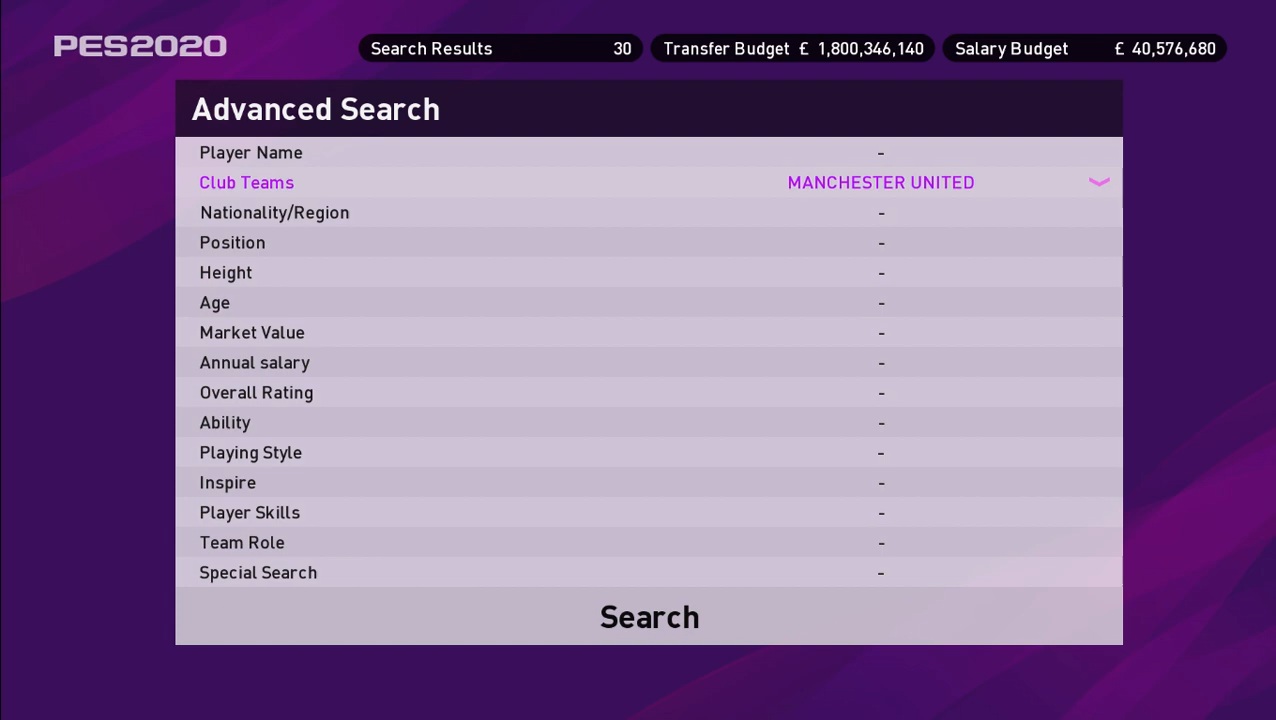 PES2020
Search Results 30 Transfer Budget £ 1,800,346,140 Salary Budget £ 40,576,680
Advanced Search
Player Name -
Club Teams MANCHESTER UNITED
Nationality/Region -
Position -
Height -
Age -
Market Value -
Annual salary -
Overall Rating -
Ability -
Playing Style -
Inspire -
Player Skills -
Team Role -
Special Search -
Search